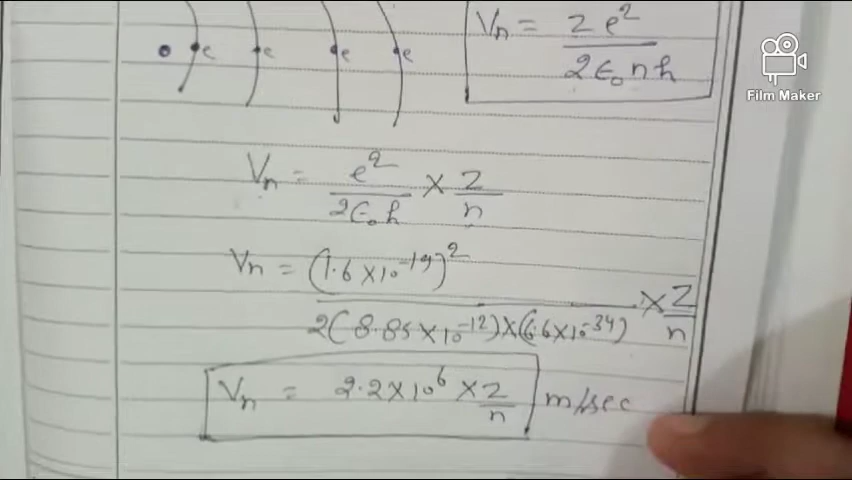 e e e e
Vn = Ze²
2ε₀nh
Film Maker
Vn = e² × Z
2ε₀h n
Vn = (1.6×10⁻¹⁹)² × Z
2(8.85×10⁻¹²)×(6.6×10⁻³⁴) n
Vn = 2.2×10⁶ × Z m/sec
n